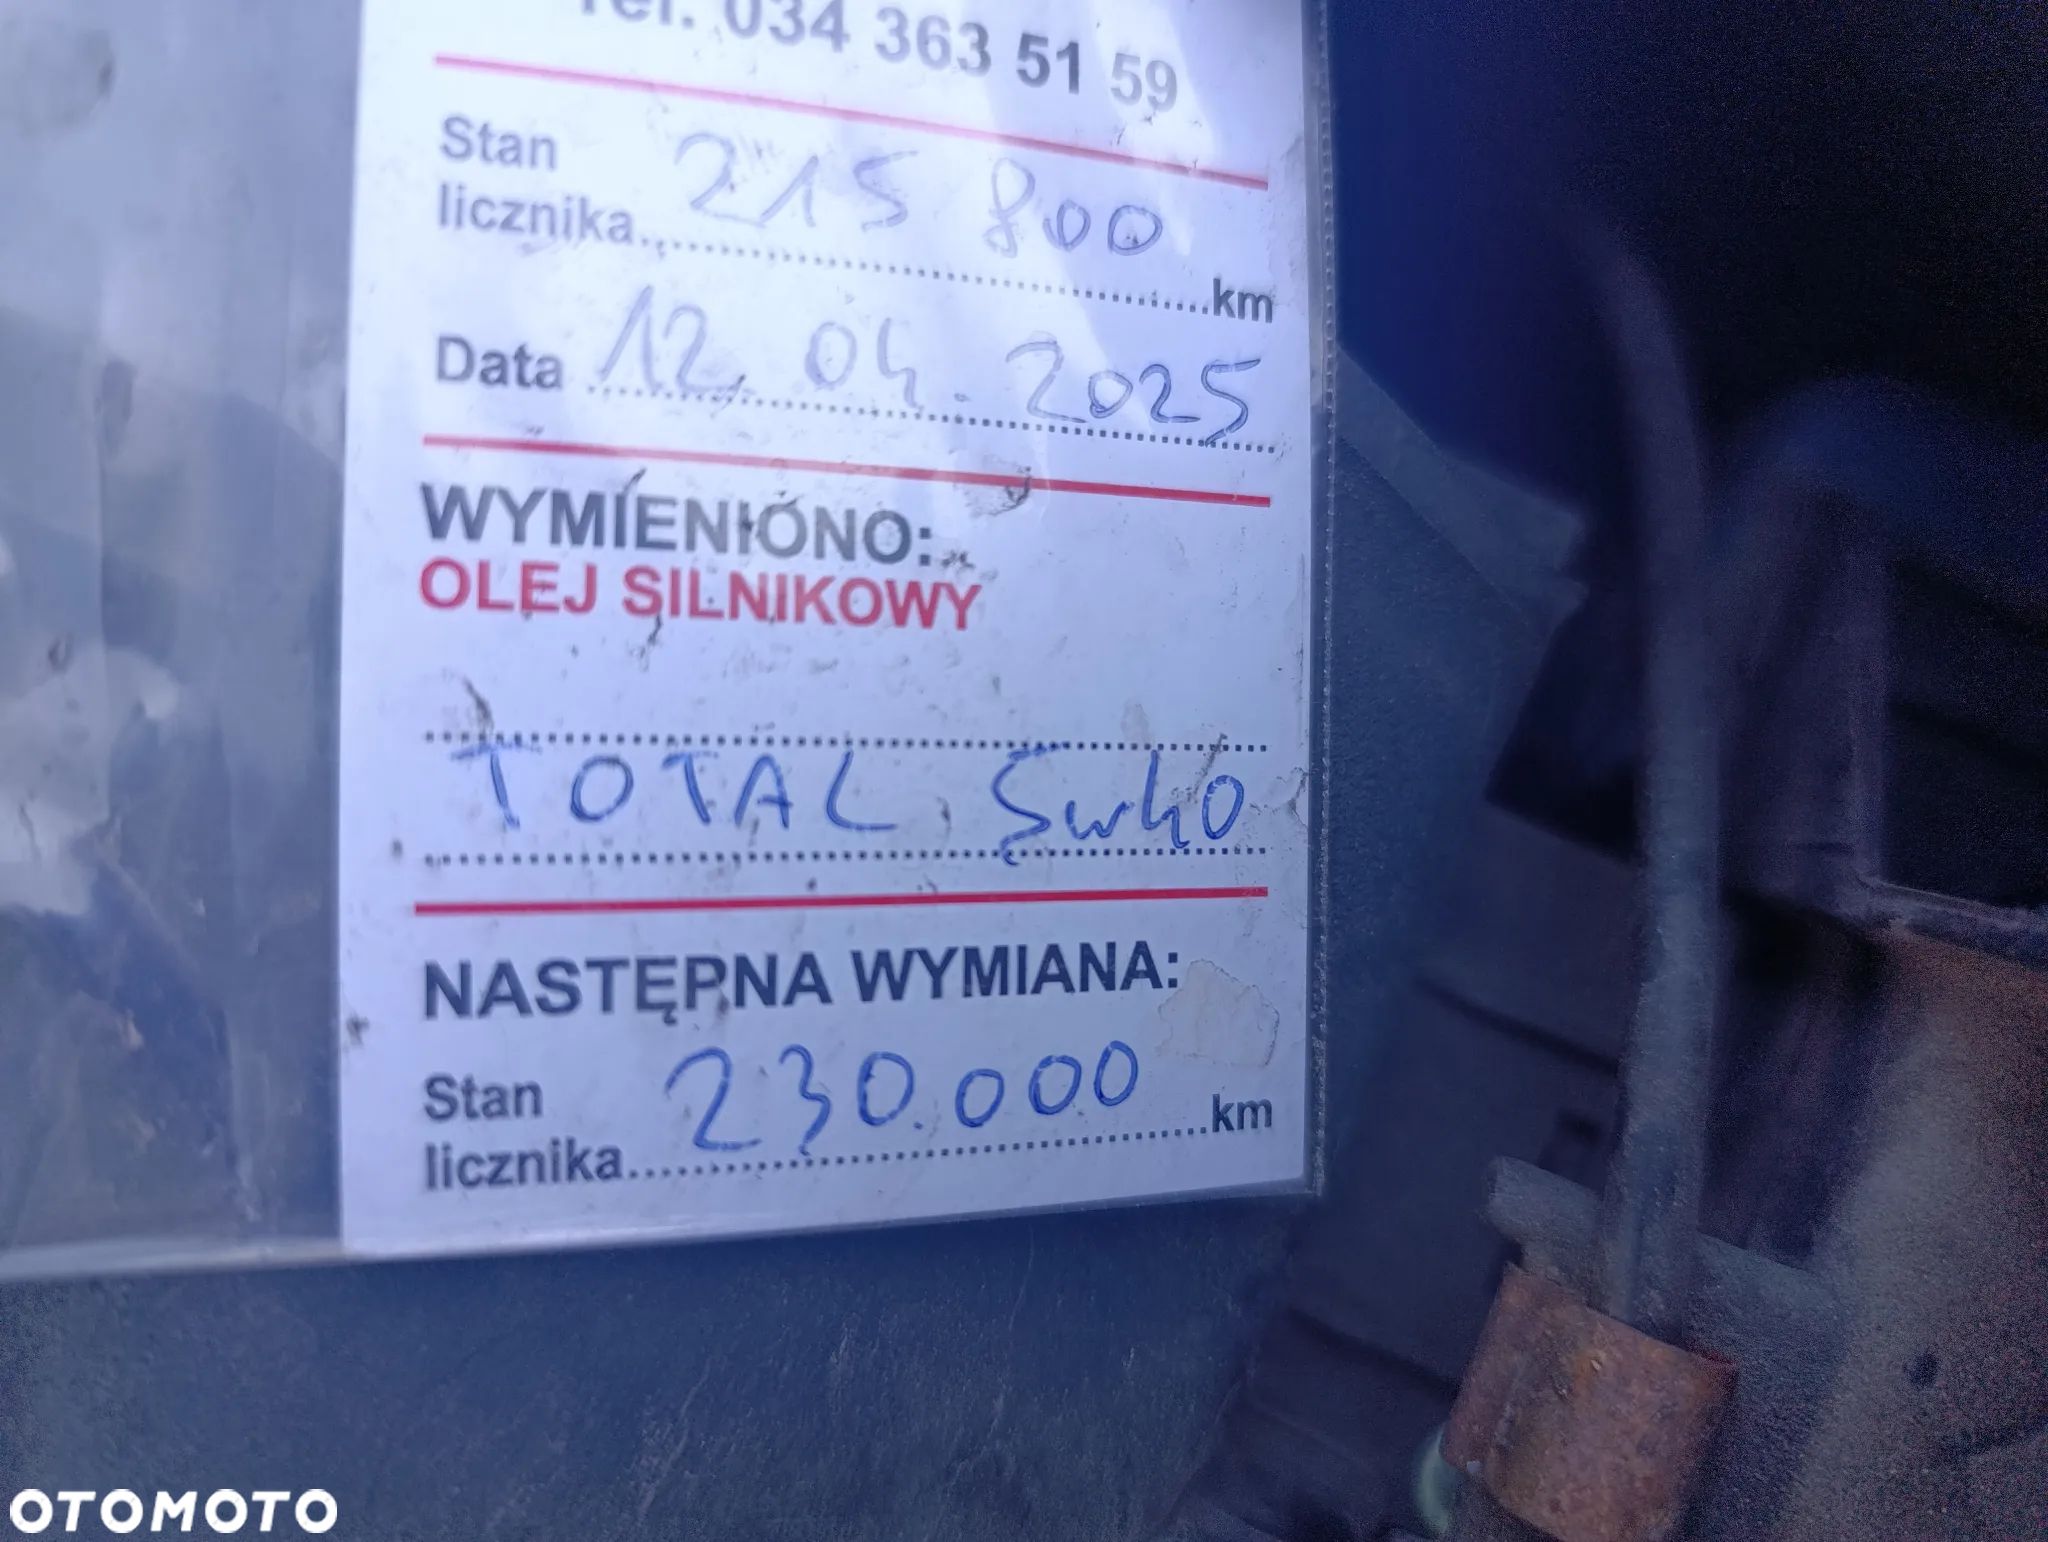 Tel. 034 363 51 59
Stan
licznika 215 800 km
Data 12.04.2025
WYMIENIONO:
OLEJ SILNIKOWY
TOTAL 5W40
NASTĘPNA WYMIANA:
Stan
licznika 230.000 km
OTOMOTO